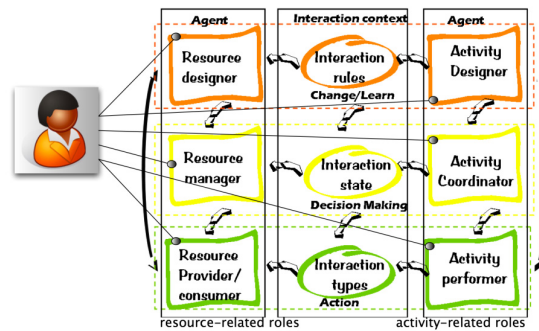 Agent
Interaction context
Agent
Resource
designer
Interaction
rules
Activity
Designer
Change/Learn
Resource
manager
Interaction
state
Activity
Coordinator
Decision Making
Resource
Provider/
consumer
Interaction
types
Activity
performer
Action
resource-related roles
activity-related roles